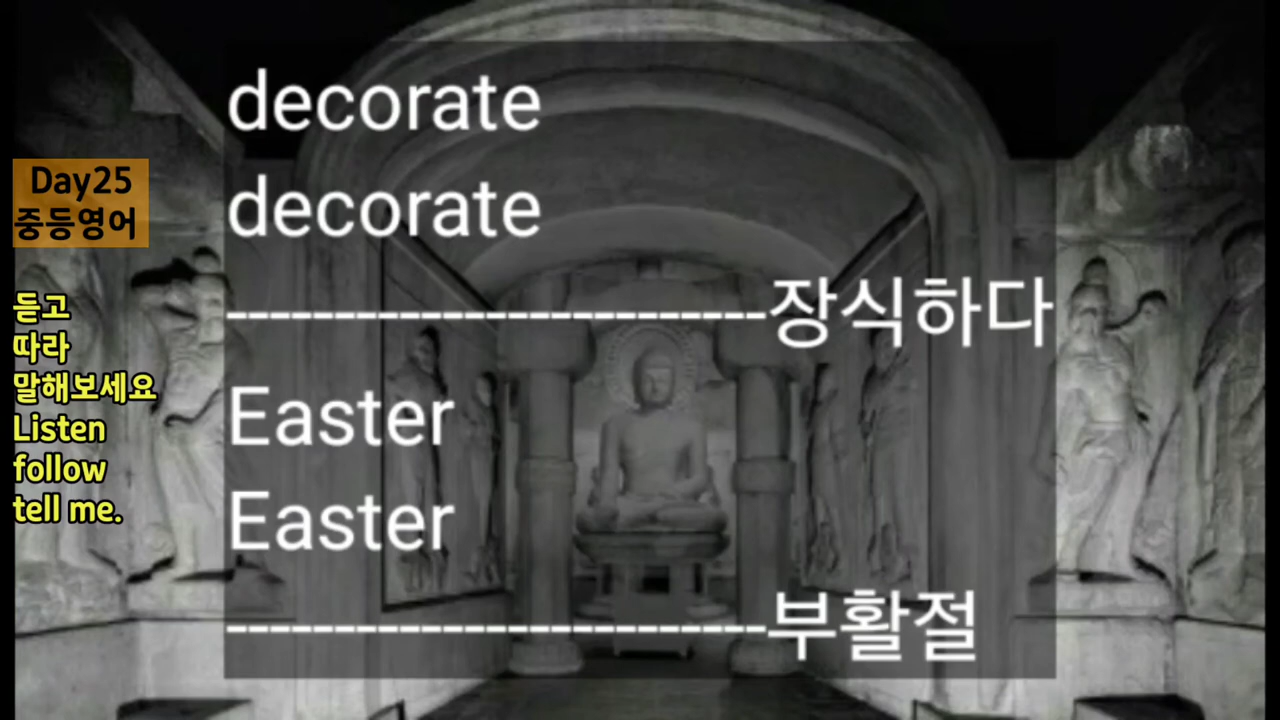 Day25
중등영어
듣고
따라
말해보세요
Listen
follow
tell me.
decorate
decorate
-------------------------장식하다
Easter
Easter
-------------------------부활절